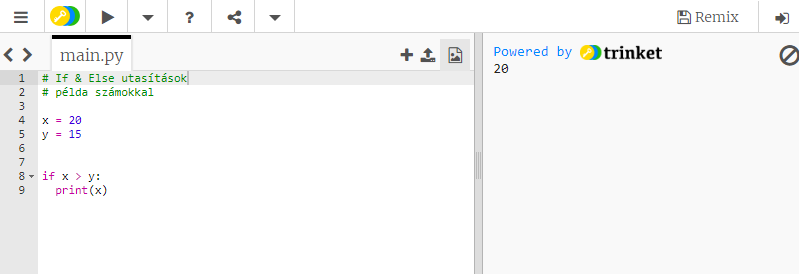 ? Remix
main.py
Powered by trinket
20
1 # If & Else utasítások
2 # példa számokkal
3
4 x = 20
5 y = 15
6
7
8 if x > y:
9 print(x)